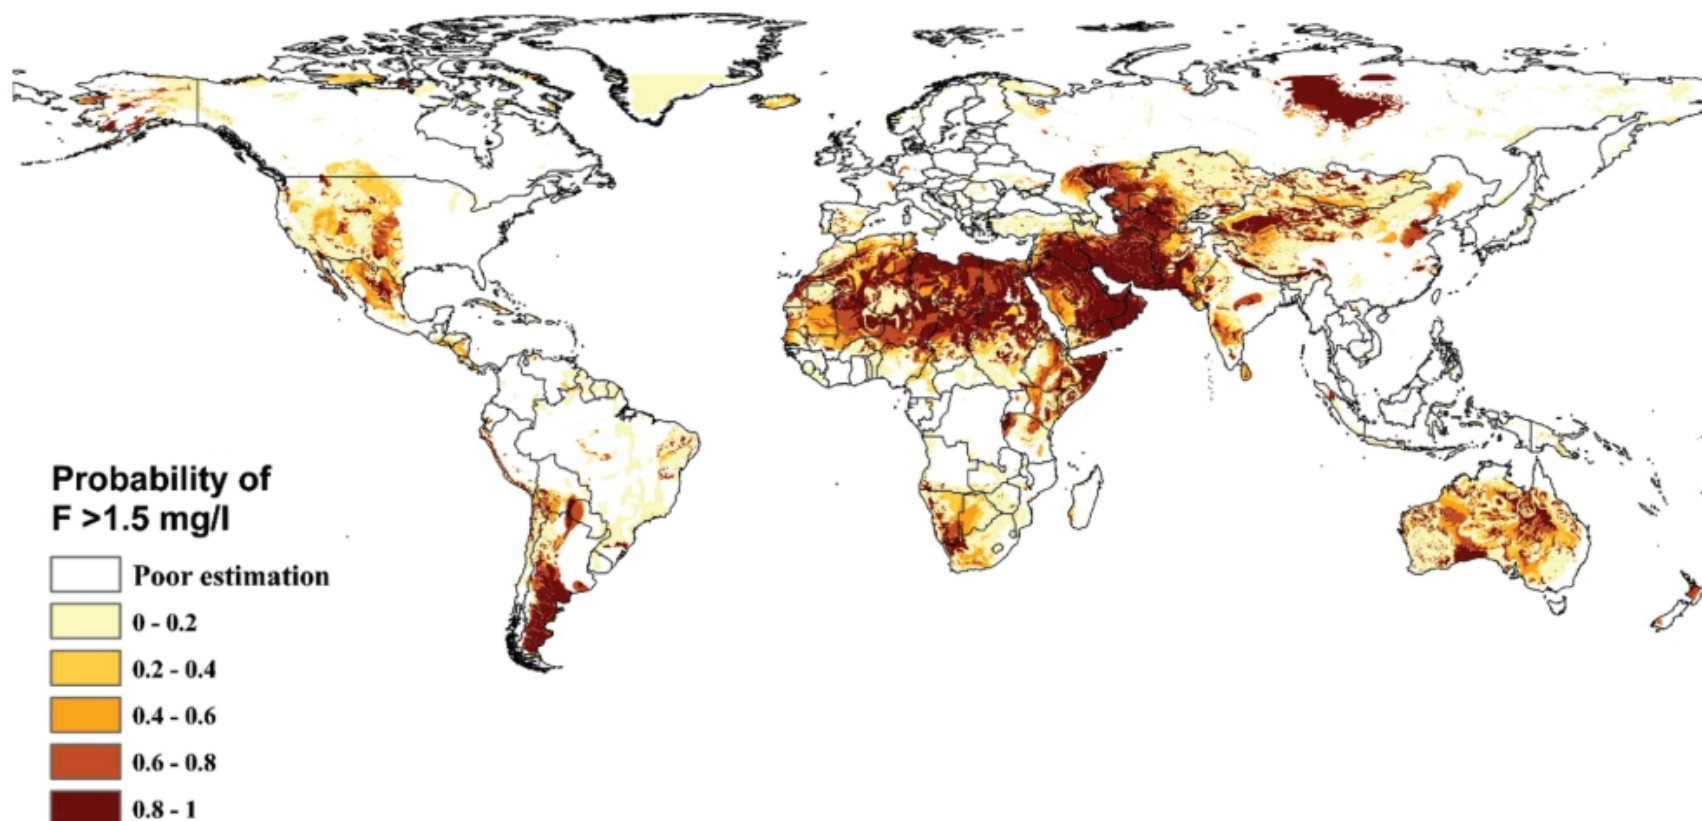 Probability of
F >1.5 mg/l
Poor estimation
0 - 0.2
0.2 - 0.4
0.4 - 0.6
0.6 - 0.8
0.8 - 1